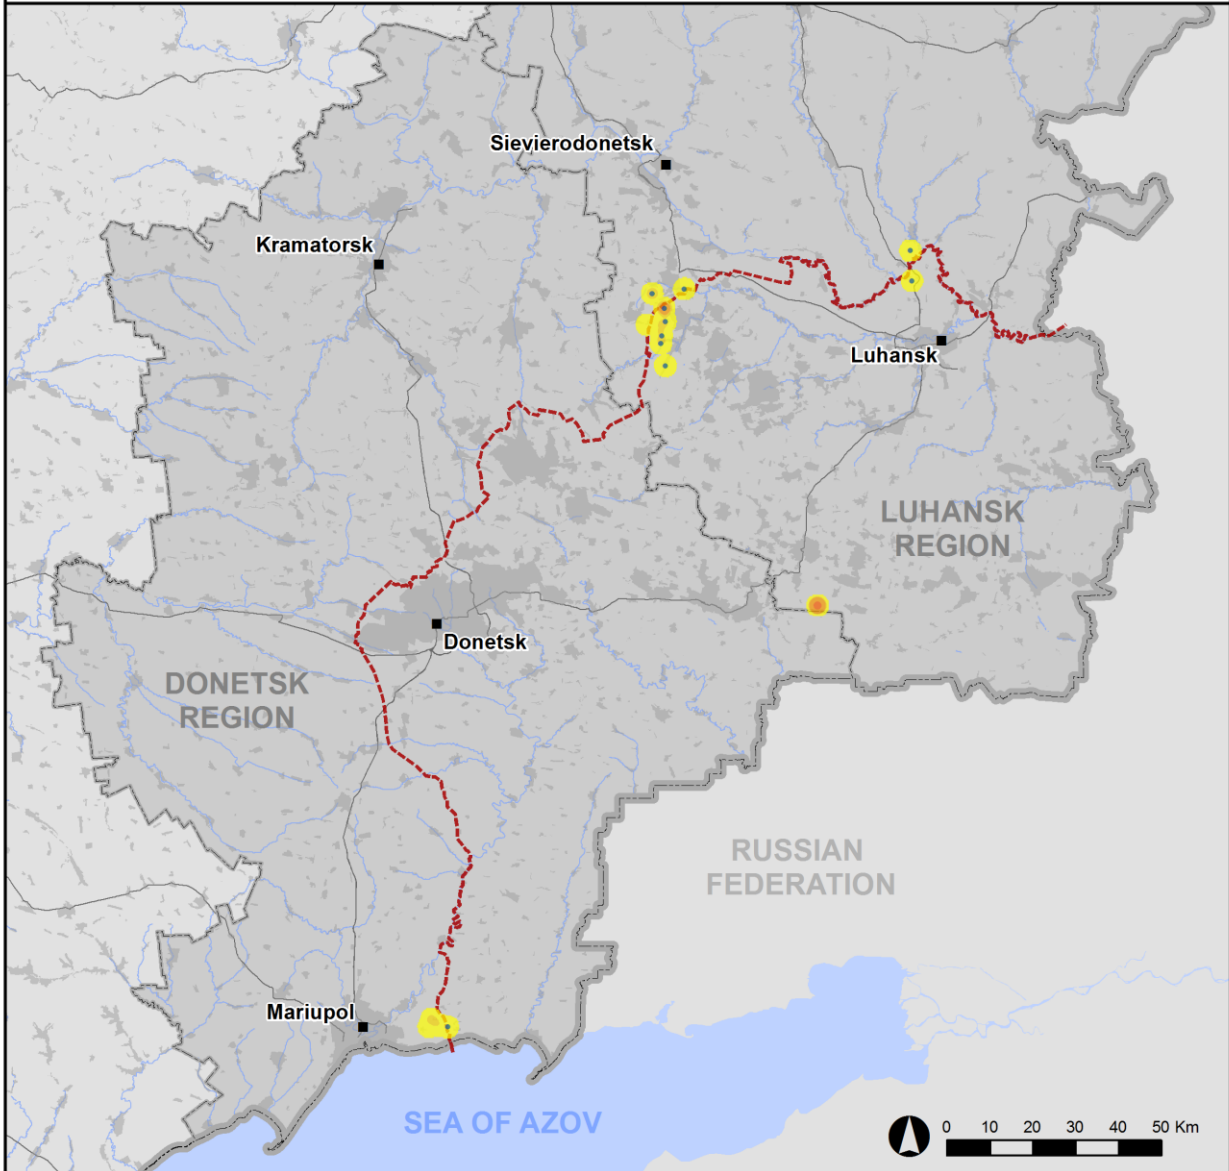 Sievierodonetsk
Kramatorsk
Luhansk
LUHANSK
REGION
Donetsk
DONETSK
REGION
RUSSIAN
FEDERATION
Mariupol
SEA OF AZOV
0 10 20 30 40 50 Km